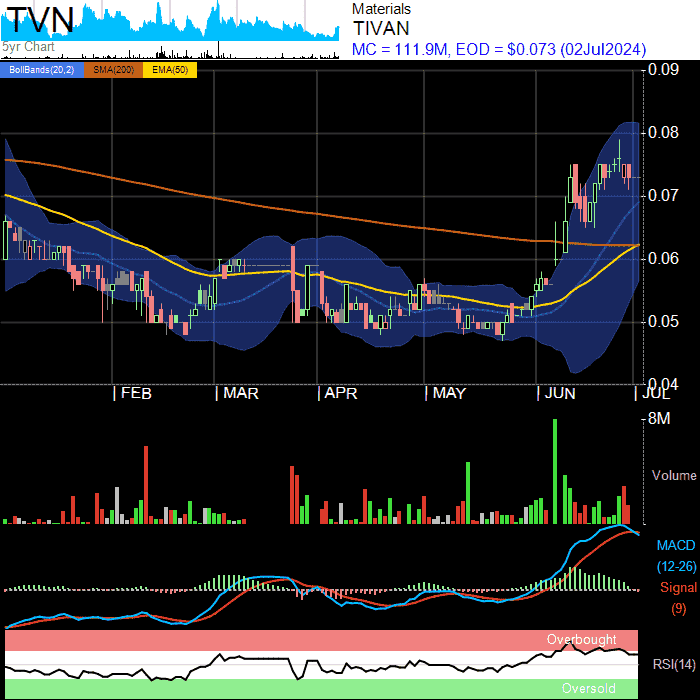 TVN
5yr Chart
Materials
TIVAN
MC = 111.9M, EOD = $0.073 (02Jul2024)
BollBands(20,2) SMA(200) EMA(50)
0.09
0.08
0.07
0.06
0.05
0.04
| FEB | MAR | APR | MAY | JUN | JUL
8M
Volume
MACD
(12-26)
Signal
(9)
Overbought
RSI(14)
Oversold